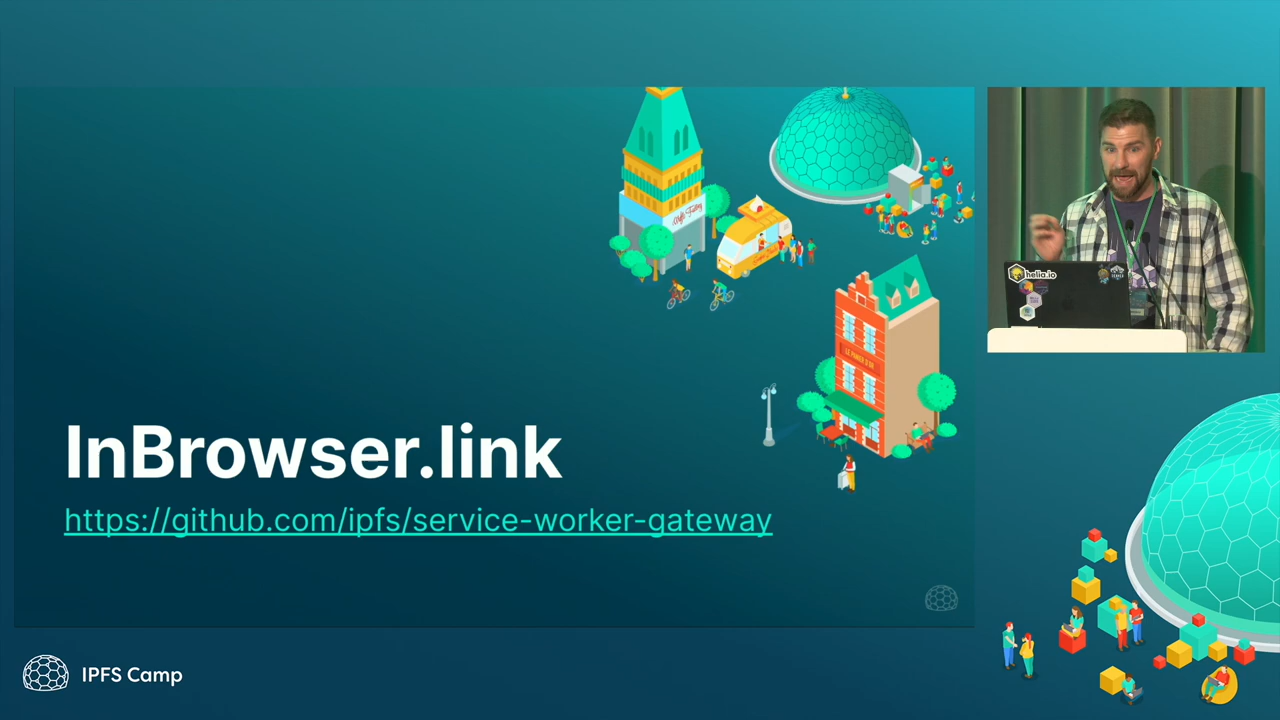 InBrowser.link
https://github.com/ipfs/service-worker-gateway
helia.io
IPFS Camp